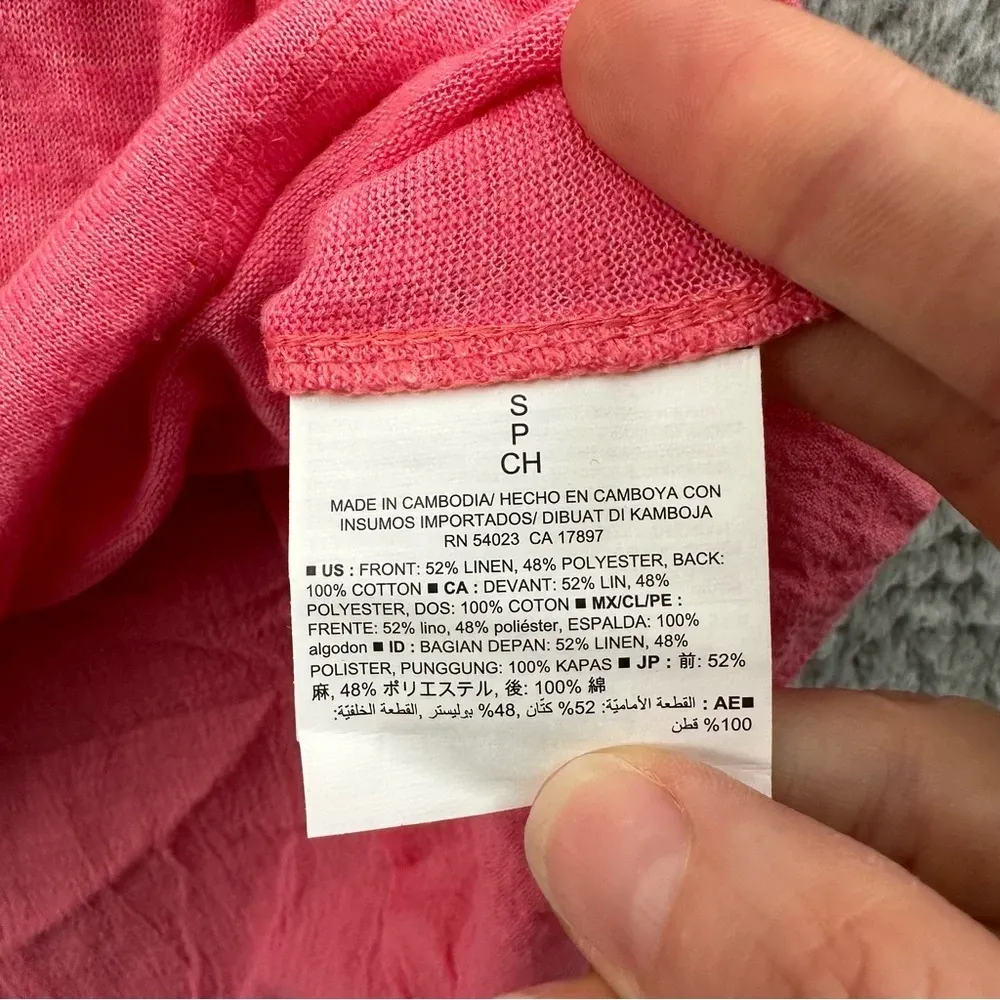 S
P
CH
MADE IN CAMBODIA/ HECHO EN CAMBOYA CON
INSUMOS IMPORTADOS/ DIBUAT DI KAMBOJA
RN 54023 CA 17897
■ US : FRONT: 52% LINEN, 48% POLYESTER, BACK:
100% COTTON ■ CA : DEVANT: 52% LIN, 48%
POLYESTER, DOS: 100% COTON ■ MX/CL/PE :
FRENTE: 52% lino, 48% poliéster, ESPALDA: 100%
algodon ■ ID : BAGIAN DEPAN: 52% LINEN, 48%
POLISTER, PUNGGUNG: 100% KAPAS ■ JP : 前: 52%
麻, 48% ポリエステル, 後: 100% 綿
■AE : القطعة الأماميّة: 52% كتّان ,48% بوليستر ,القطعة الخلفيّة:
100% قطن